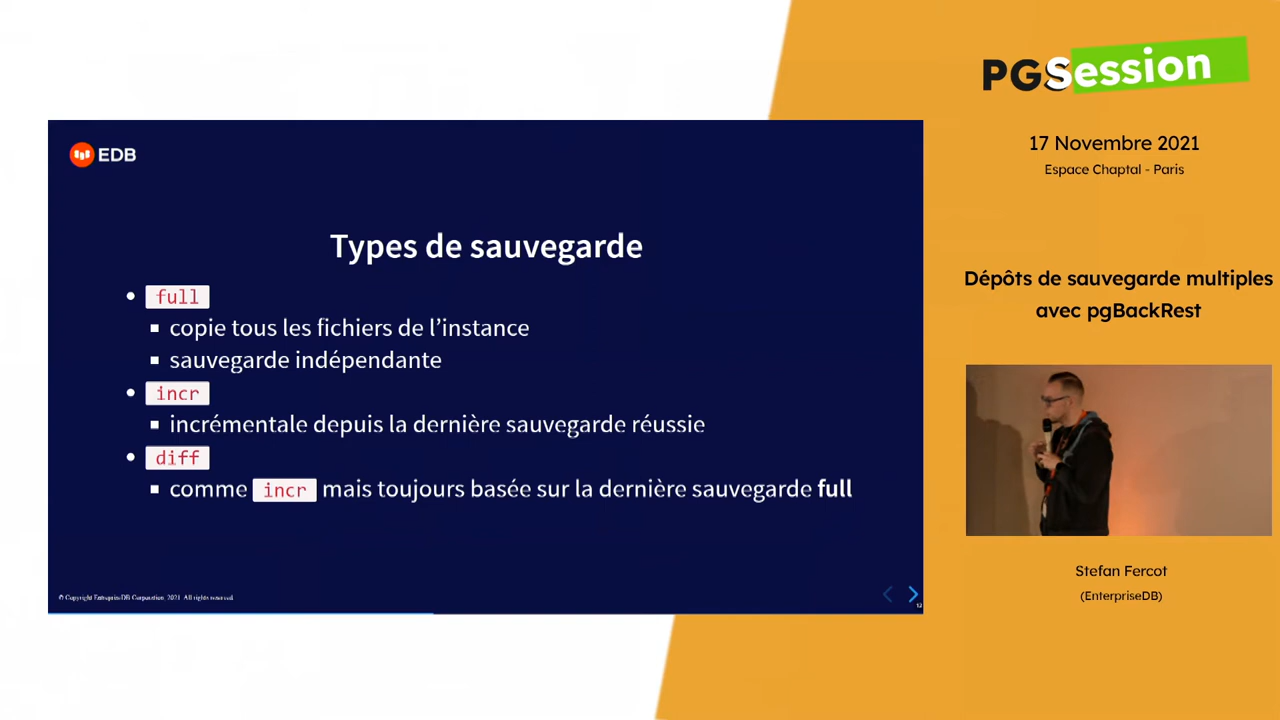 PGSession
17 Novembre 2021
Espace Chaptal - Paris
EDB
Types de sauvegarde
full
copie tous les fichiers de l'instance
sauvegarde indépendante
incr
incrémentale depuis la dernière sauvegarde réussie
diff
comme incr mais toujours basée sur la dernière sauvegarde full
© Copyright EnterpriseDB Corporation, 2021. All rights reserved.
12
Dépôts de sauvegarde multiples
avec pgBackRest
Stefan Fercot
(EnterpriseDB)